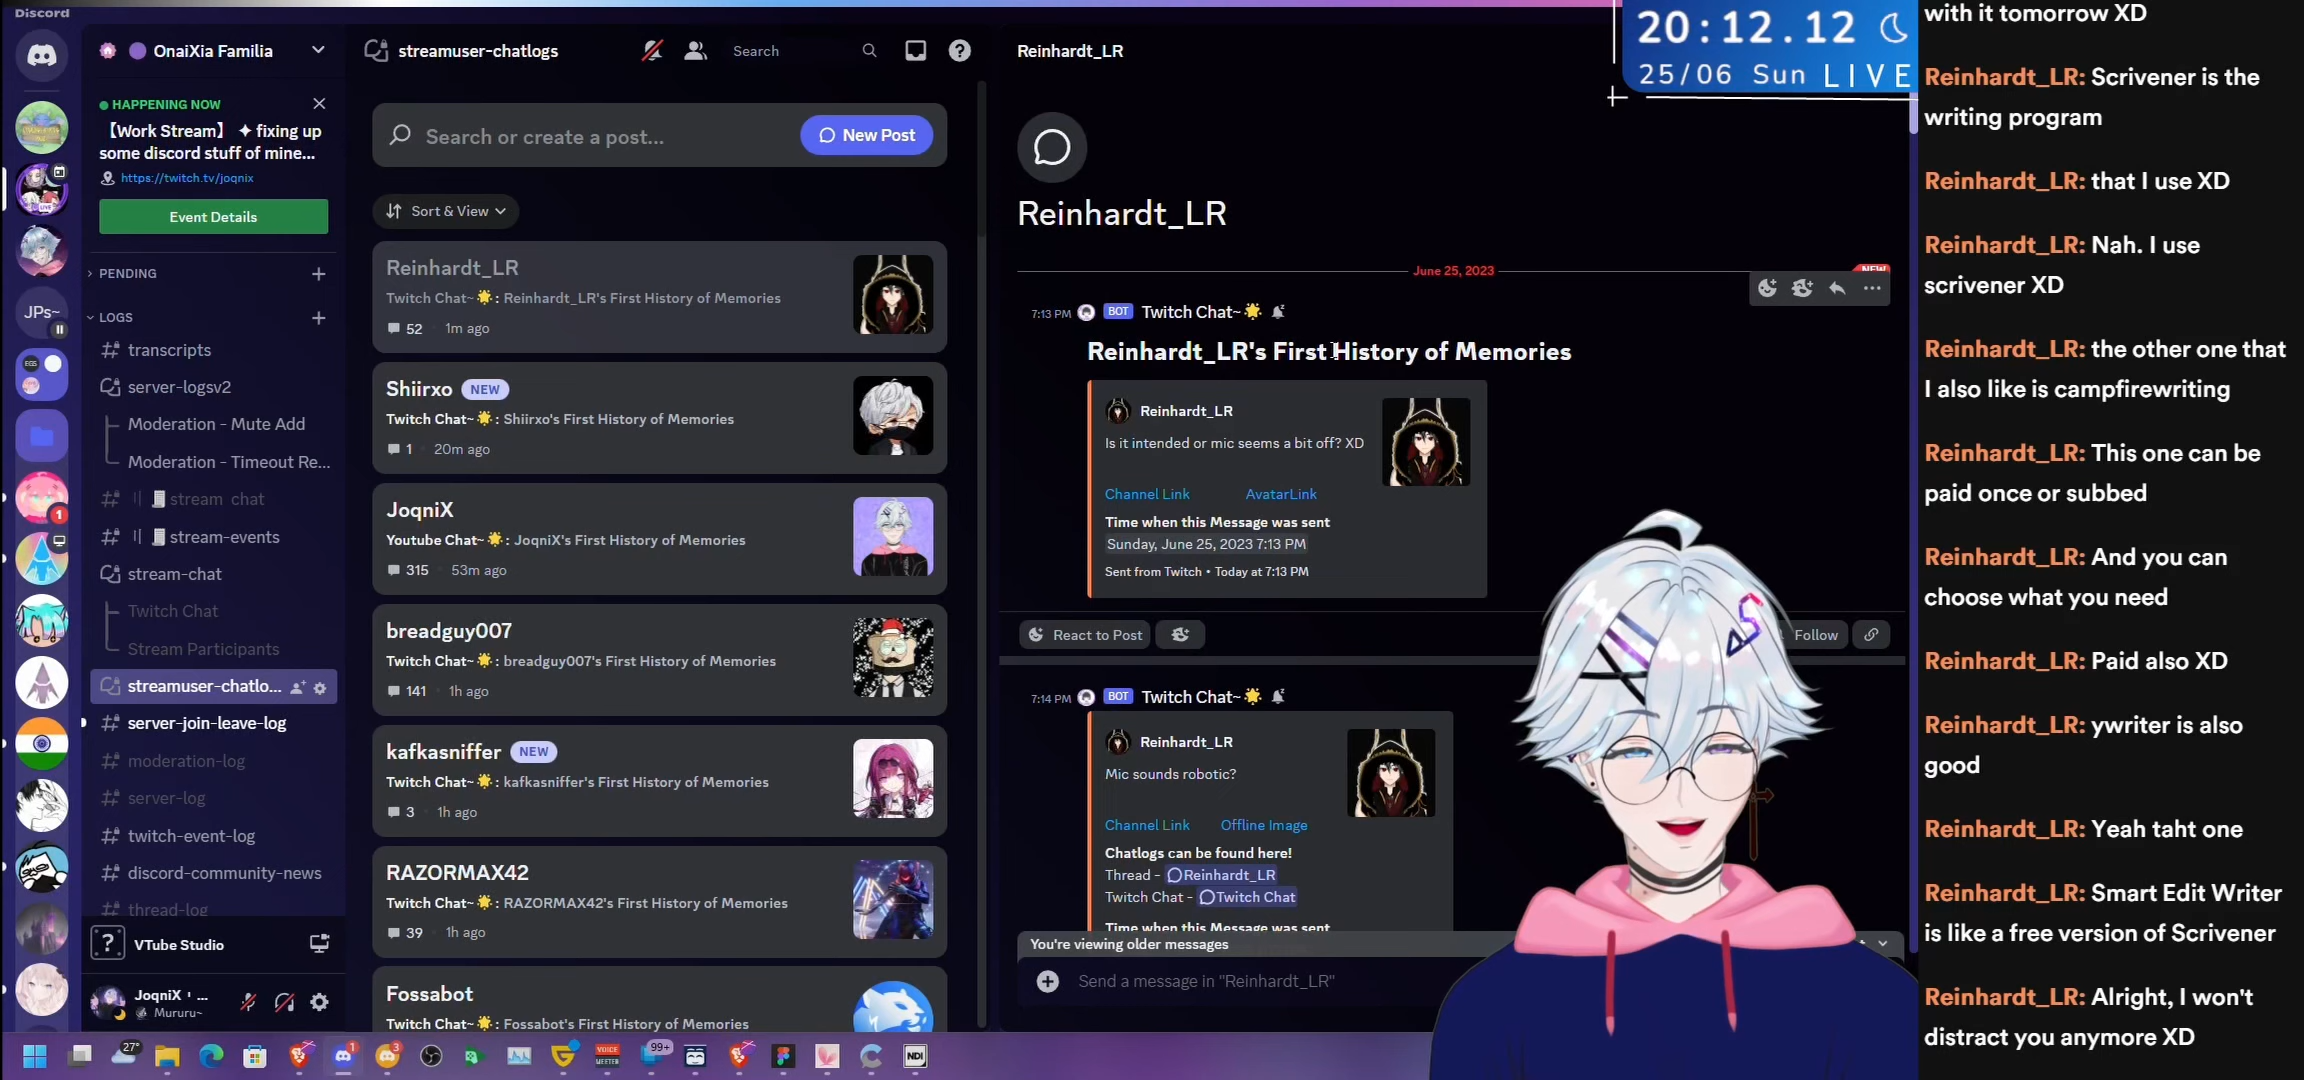 Discord
OnaiXia Familia
HAPPENING NOW
【Work Stream】 ✦ fixing up
some discord stuff of mine...
https://twitch.tv/joqnix
Event Details
PENDING
JPs~
LOGS
transcripts
server-logsv2
Moderation - Mute Add
Moderation - Timeout Re...
stream chat
stream-events
stream-chat
Twitch Chat
Stream Participants
streamuser-chatlo...
server-join-leave-log
moderation-log
server-log
twitch-event-log
discord-community-news
thread-log
VTube Studio
JoqniX ' ...
Mururu~
streamuser-chatlogs
Search
Search or create a post...
New Post
Sort & View
Reinhardt_LR
Twitch Chat~🌟: Reinhardt_LR's First History of Memories
52 1m ago
Shiirxo NEW
Twitch Chat~🌟: Shiirxo's First History of Memories
1 20m ago
JoqniX
Youtube Chat~🌟: JoqniX's First History of Memories
315 53m ago
breadguy007
Twitch Chat~🌟: breadguy007's First History of Memories
141 1h ago
kafkasniffer NEW
Twitch Chat~🌟: kafkasniffer's First History of Memories
3 1h ago
RAZORMAX42
Twitch Chat~🌟: RAZORMAX42's First History of Memories
39 1h ago
Fossabot
Twitch Chat~🌟: Fossabot's First History of Memories
Reinhardt_LR
Reinhardt_LR
June 25, 2023
NEW
7:13 PM BOT Twitch Chat~🌟
Reinhardt_LR's First History of Memories
Reinhardt_LR
Is it intended or mic seems a bit off? XD
Channel Link AvatarLink
Time when this Message was sent
Sunday, June 25, 2023 7:13 PM
Sent from Twitch • Today at 7:13 PM
React to Post
Follow
7:14 PM BOT Twitch Chat~🌟
Reinhardt_LR
Mic sounds robotic?
Channel Link Offline Image
Chatlogs can be found here!
Thread - Reinhardt_LR
Twitch Chat - Twitch Chat
Time when this Message was sent
You're viewing older messages
Send a message in "Reinhardt_LR"
20:12.12
25/06 Sun LIVE
with it tomorrow XD
Reinhardt_LR: Scrivener is the
writing program
Reinhardt_LR: that I use XD
Reinhardt_LR: Nah. I use
scrivener XD
Reinhardt_LR: the other one that
I also like is campfirewriting
Reinhardt_LR: This one can be
paid once or subbed
Reinhardt_LR: And you can
choose what you need
Reinhardt_LR: Paid also XD
Reinhardt_LR: ywriter is also
good
Reinhardt_LR: Yeah taht one
Reinhardt_LR: Smart Edit Writer
is like a free version of Scrivener
Reinhardt_LR: Alright, I won't
distract you anymore XD
27°
1
3
VOICE
MEETER
99+
NDI